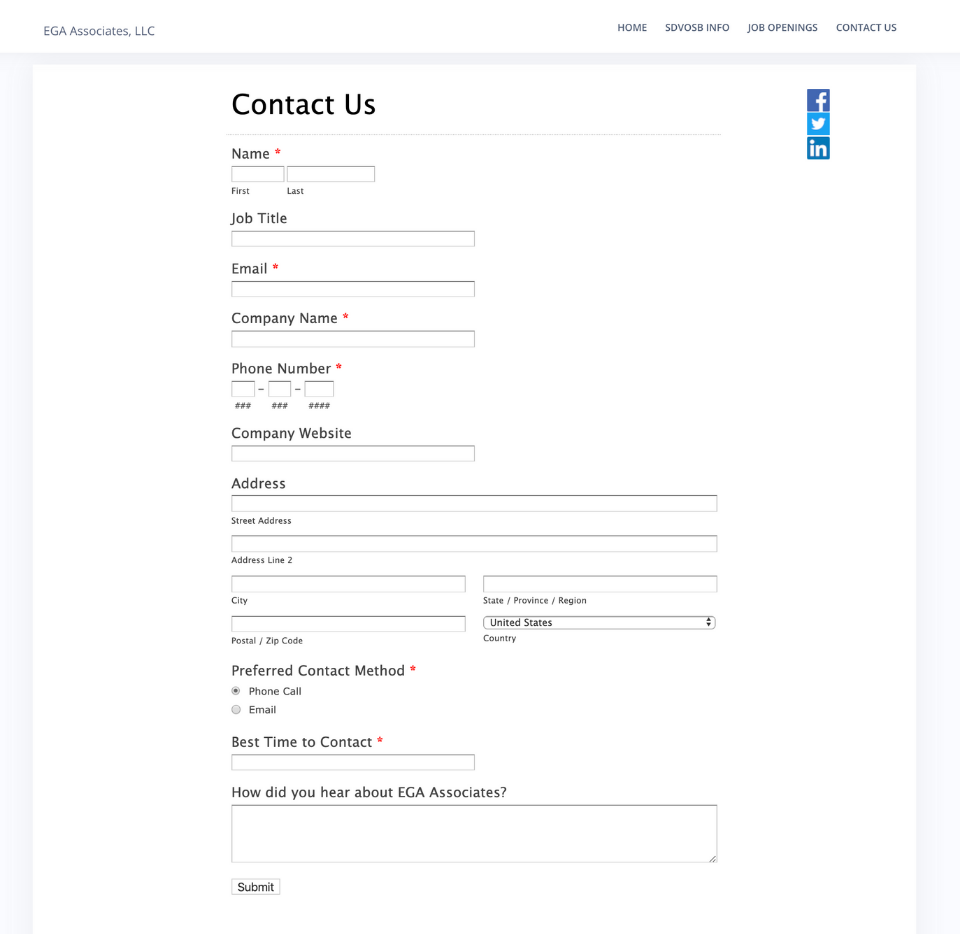 EGA Associates, LLC
HOME SDVOSB INFO JOB OPENINGS CONTACT US
Contact Us
Name *
First Last
Job Title
Email *
Company Name *
Phone Number *
– –
### ### ####
Company Website
Address
Street Address
Address Line 2
City State / Province / Region
United States
Postal / Zip Code Country
Preferred Contact Method *
Phone Call
Email
Best Time to Contact *
How did you hear about EGA Associates?
Submit